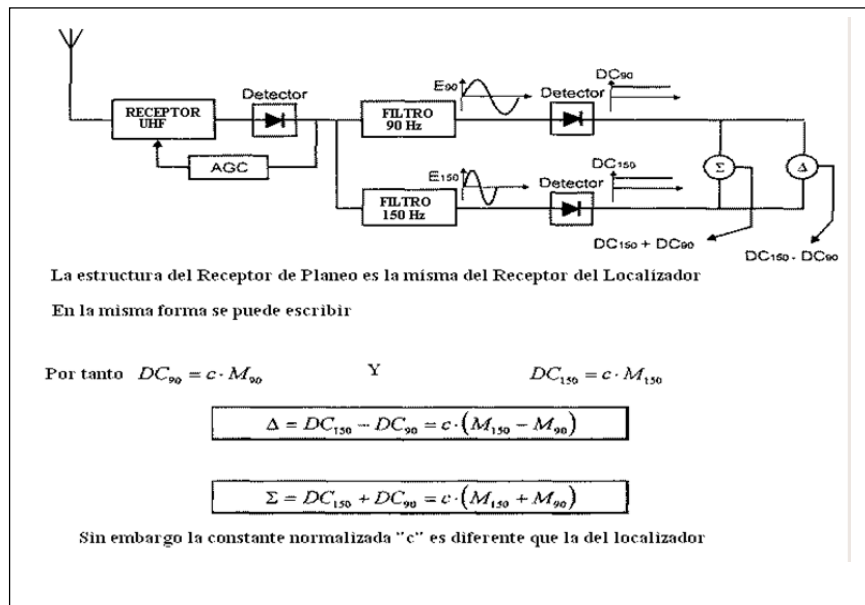 RECEPTOR
UHF
Detector
AGC
FILTRO
90 Hz
E90
Detector
DC90
FILTRO
150 Hz
E150
Detector
DC150
Σ
Δ
DC150 + DC90
DC150 - DC90
La estructura del Receptor de Planeo es la misma del Receptor del Localizador
En la misma forma se puede escribir
Por tanto DC90 = c · M90 Y DC150 = c · M150
Δ = DC150 − DC90 = c · (M150 − M90)
Σ = DC150 + DC90 = c · (M150 + M90)
Sin embargo la constante normalizada "c" es diferente que la del localizador